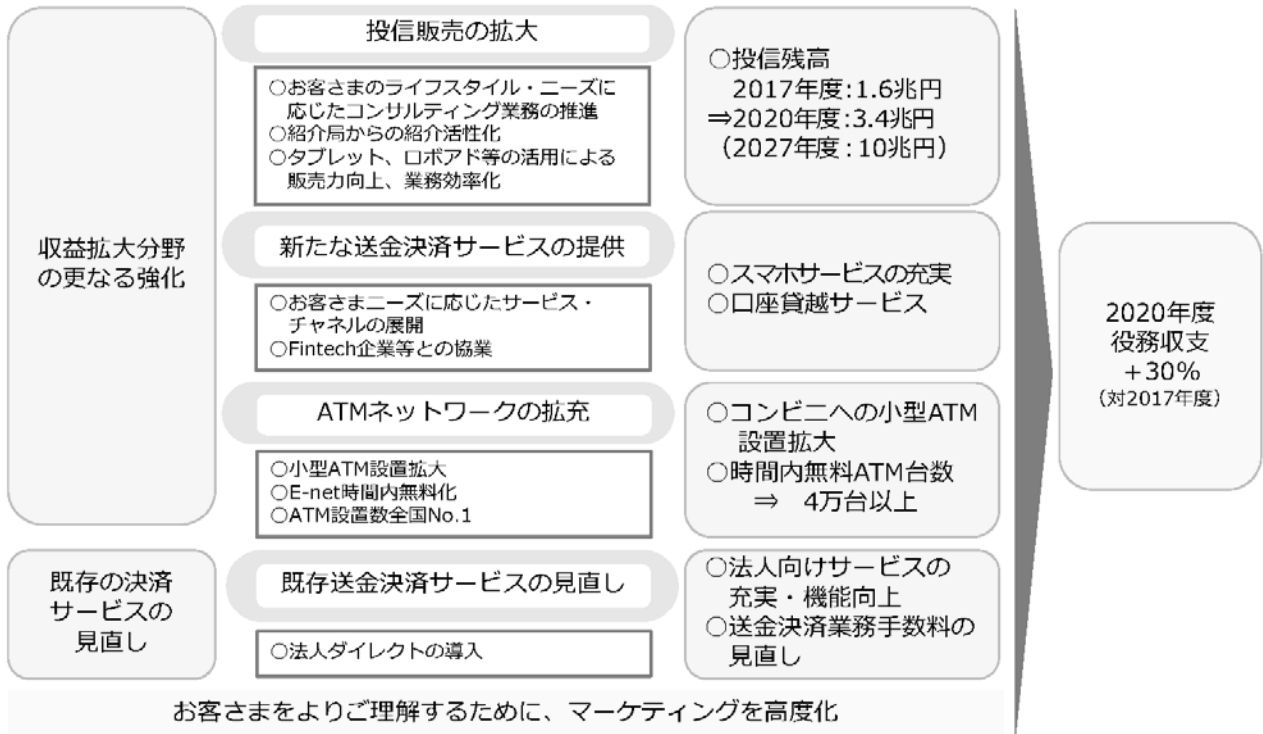 収益拡大分野
の更なる強化
投信販売の拡大
○お客さまのライフスタイル・ニーズに
応じたコンサルティング業務の推進
○紹介局からの紹介活性化
○タブレット、ロボアド等の活用による
販売力向上、業務効率化
○投信残高
2017年度:1.6兆円
⇒2020年度:3.4兆円
（2027年度:10兆円）
新たな送金決済サービスの提供
○お客さまニーズに応じたサービス・
チャネルの展開
○Fintech企業等との協業
○スマホサービスの充実
○口座貸越サービス
ATMネットワークの拡充
○小型ATM設置拡大
○E-net時間内無料化
○ATM設置数全国No.1
○コンビニへの小型ATM
設置拡大
○時間内無料ATM台数
⇒ 4万台以上
既存の決済
サービスの
見直し
既存送金決済サービスの見直し
○法人ダイレクトの導入
○法人向けサービスの
充実・機能向上
○送金決済業務手数料の
見直し
2020年度
役務収支
＋30%
（対2017年度）
お客さまをよりご理解するために、マーケティングを高度化